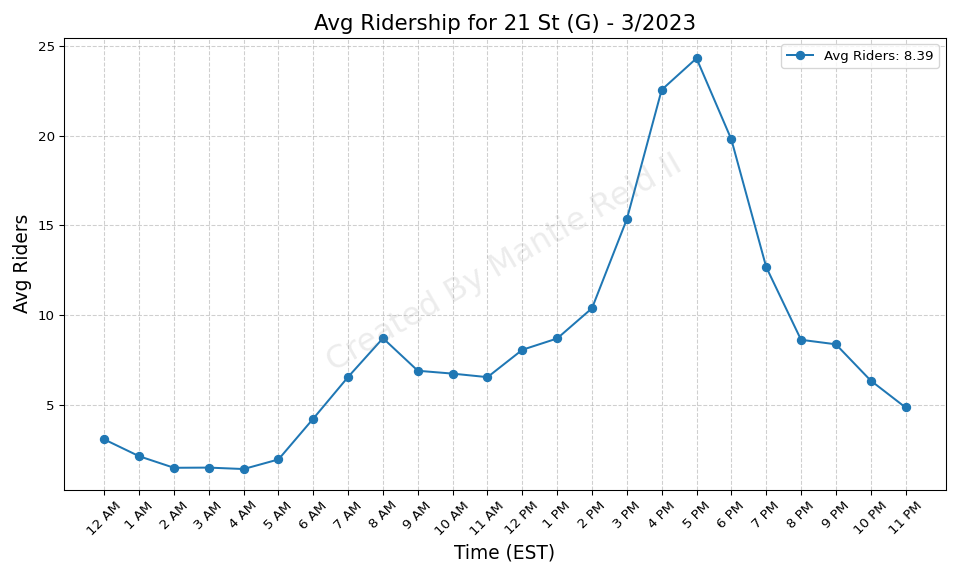 Avg Ridership for 21 St (G) - 3/2023
Avg Riders: 8.39
25
20
15
10
5
Avg Riders
Created By Mantle Reid II
12 AM
1 AM
2 AM
3 AM
4 AM
5 AM
6 AM
7 AM
8 AM
9 AM
10 AM
11 AM
12 PM
1 PM
2 PM
3 PM
4 PM
5 PM
6 PM
7 PM
8 PM
9 PM
10 PM
11 PM
Time (EST)